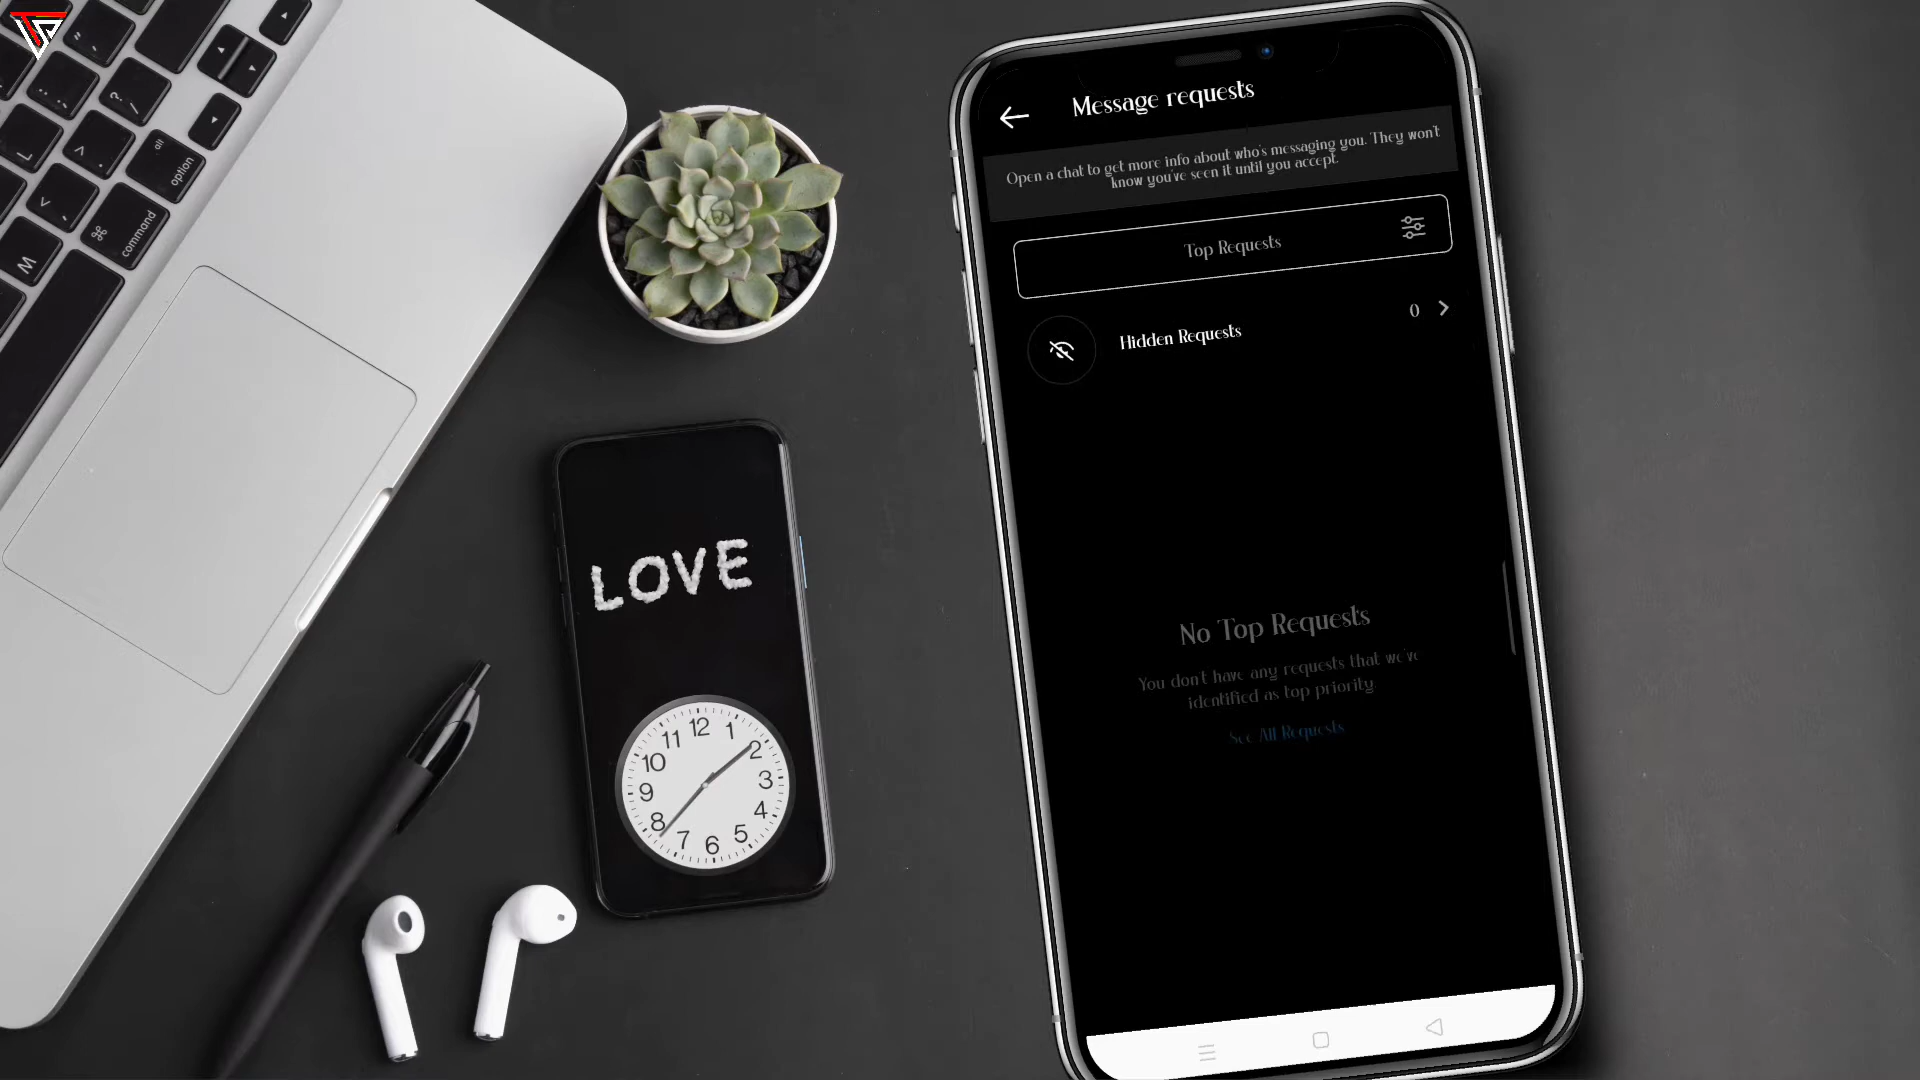 option
alt
command
⌘
M
<
,
>
.
?
/
L
:
;
"
'
LOVE
12
1
2
3
4
5
6
7
8
9
10
11
Message requests
Open a chat to get more info about who's messaging you. They won't
know you've seen it until you accept.
Top Requests
Hidden Requests
0
No Top Requests
You don't have any requests that we've
identified as top priority.
See All Requests